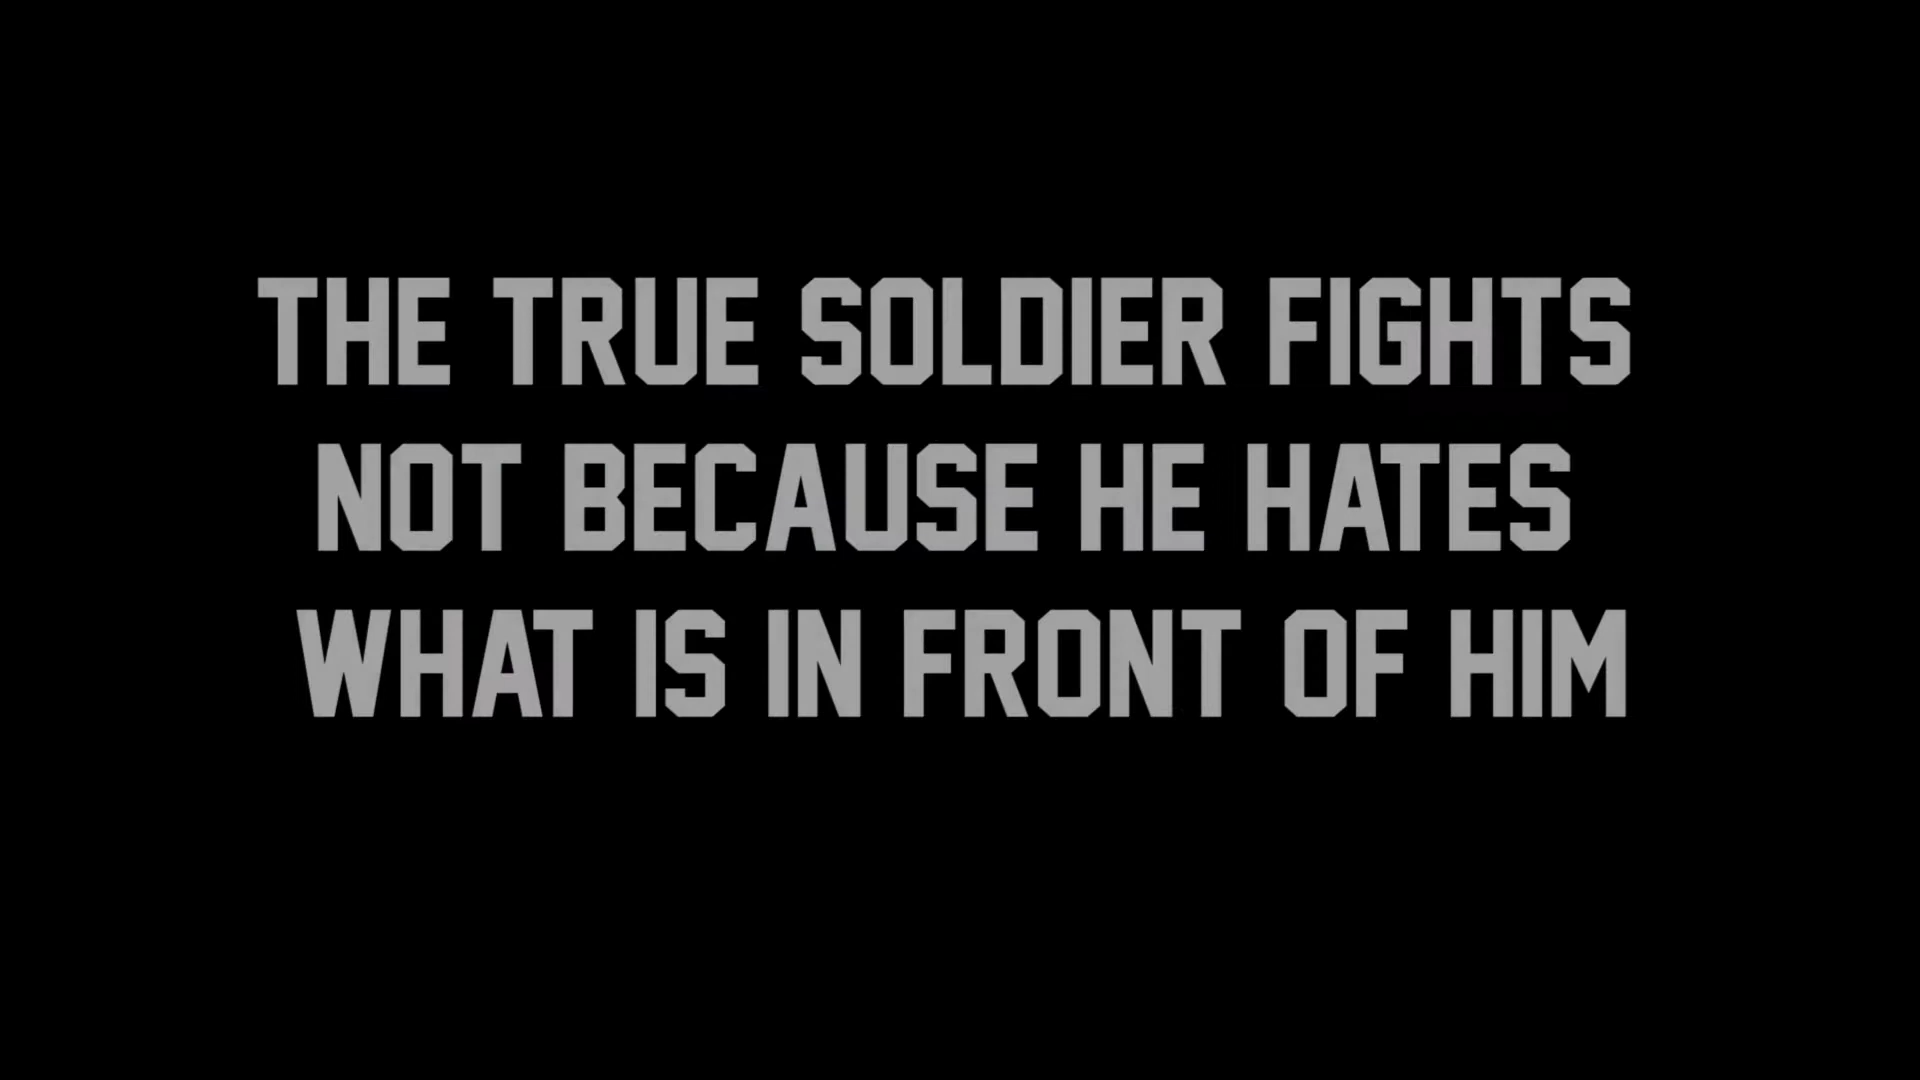 THE TRUE SOLDIER FIGHTS
NOT BECAUSE HE HATES
WHAT IS IN FRONT OF HIM